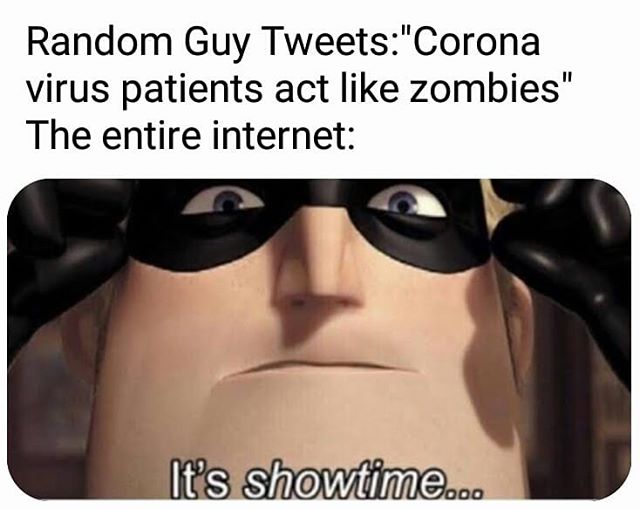 Random Guy Tweets:"Corona
virus patients act like zombies"
The entire internet:
It's showtime...